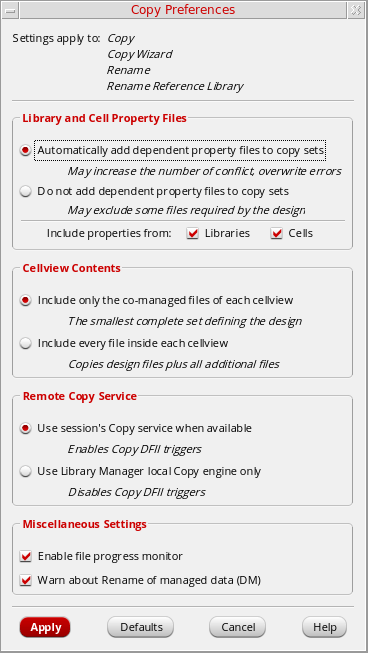 Copy Preferences
Settings apply to: Copy
Copy Wizard
Rename
Rename Reference Library
Library and Cell Property Files
Automatically add dependent property files to copy sets
May increase the number of conflict, overwrite errors
Do not add dependent property files to copy sets
May exclude some files required by the design
Include properties from: Libraries Cells
Cellview Contents
Include only the co-managed files of each cellview
The smallest complete set defining the design
Include every file inside each cellview
Copies design files plus all additional files
Remote Copy Service
Use session's Copy service when available
Enables Copy DFII triggers
Use Library Manager local Copy engine only
Disables Copy DFII triggers
Miscellaneous Settings
Enable file progress monitor
Warn about Rename of managed data (DM)
Apply Defaults Cancel Help